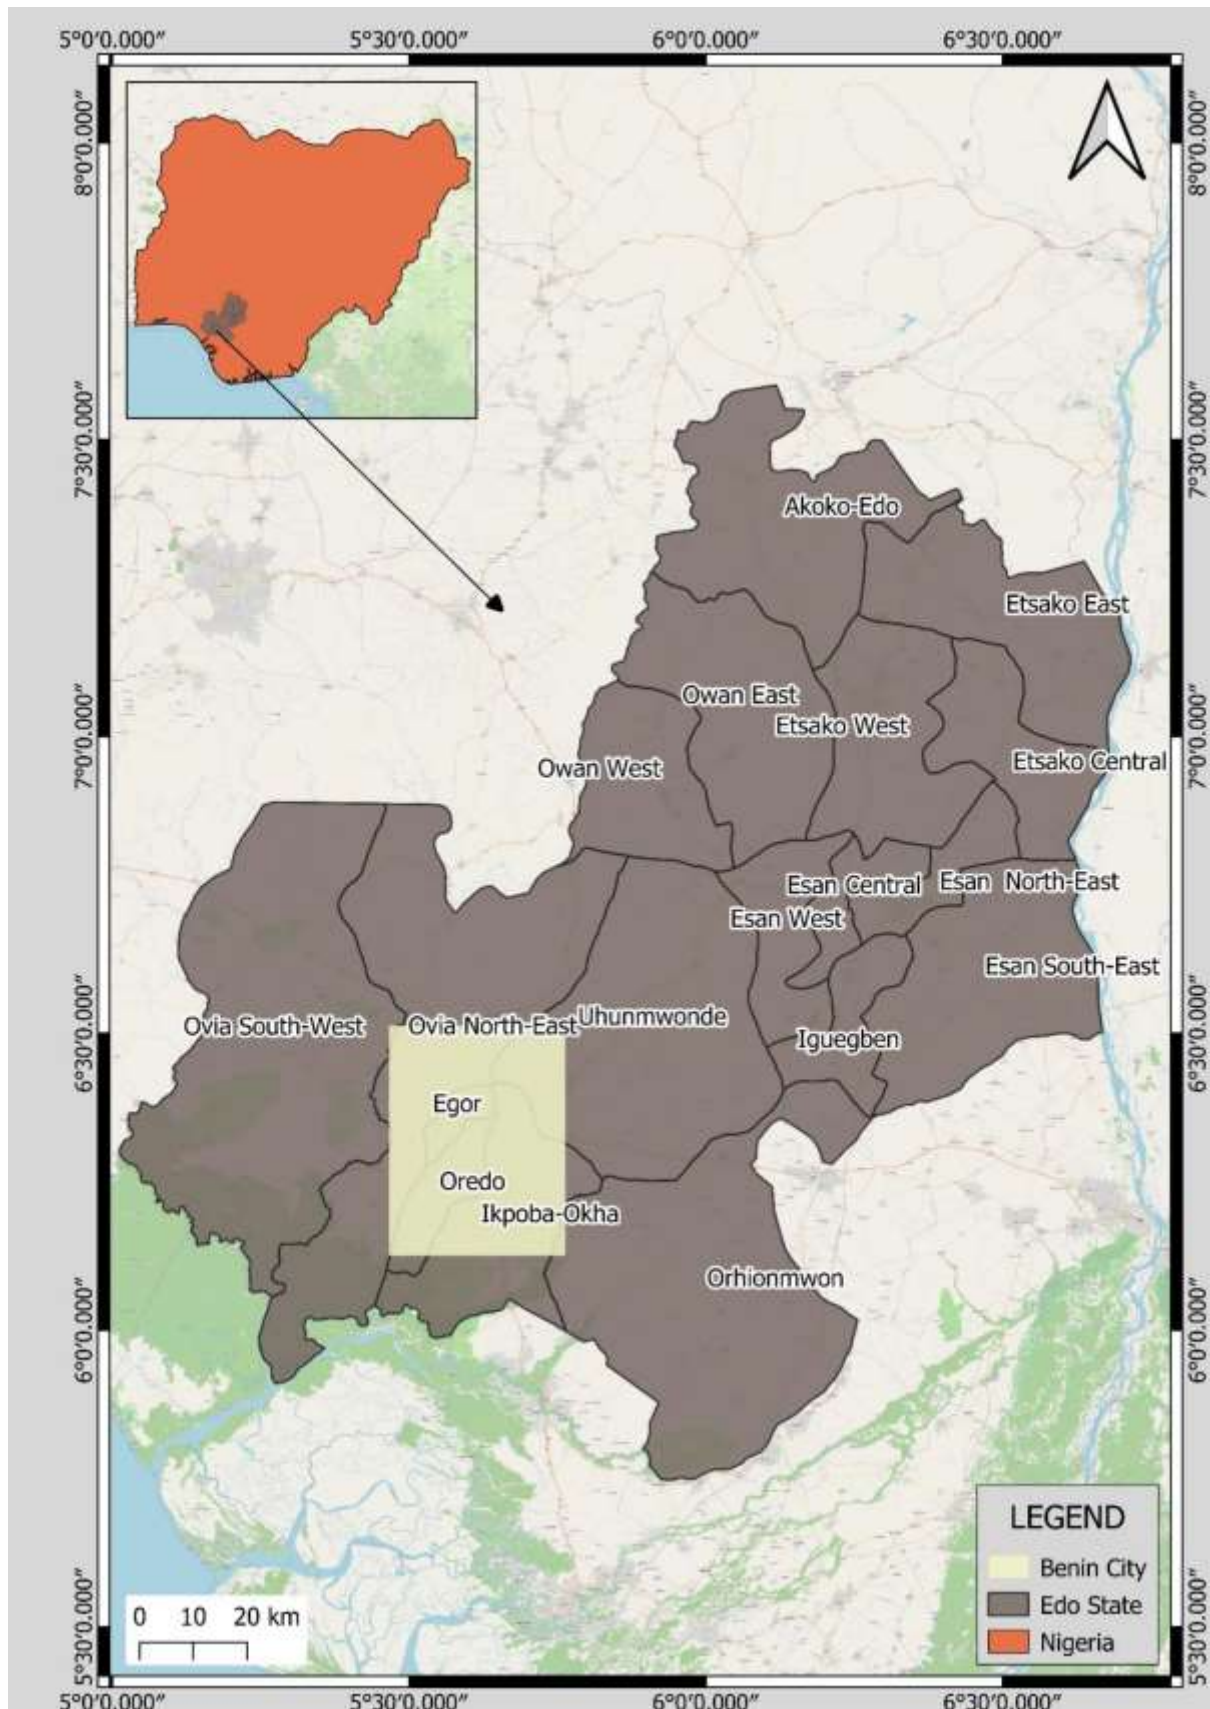 5°0′0.000″ 5°30′0.000″ 6°0′0.000″ 6°30′0.000″
8°0′0.000″ 8°0′0.000″
7°30′0.000″ 7°30′0.000″
Akoko-Edo
Etsako East
Owan East
Etsako West
7°0′0.000″ 7°0′0.000″
Owan West
Etsako Central
Esan Central
Esan North-East
Esan West
Esan South-East
Ovia South-West
Ovia North-East
Uhunmwonde
6°30′0.000″ 6°30′0.000″
Iguegben
Egor
Oredo
Ikpoba-Okha
Orhionmwon
6°0′0.000″ 6°0′0.000″
LEGEND
Benin City
Edo State
Nigeria
0 10 20 km
5°30′0.000″ 5°30′0.000″
5°0′0.000″ 5°30′0.000″ 6°0′0.000″ 6°30′0.000″